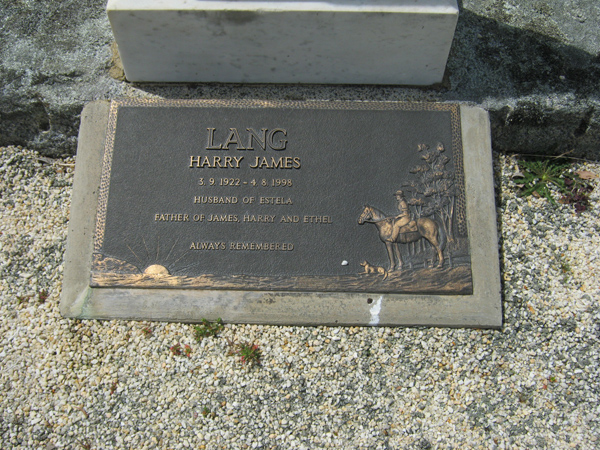 LANG
HARRY JAMES
3.9.1922 - 4.8.1998
HUSBAND OF ESTELA
FATHER OF JAMES, HARRY AND ETHEL
ALWAYS REMEMBERED